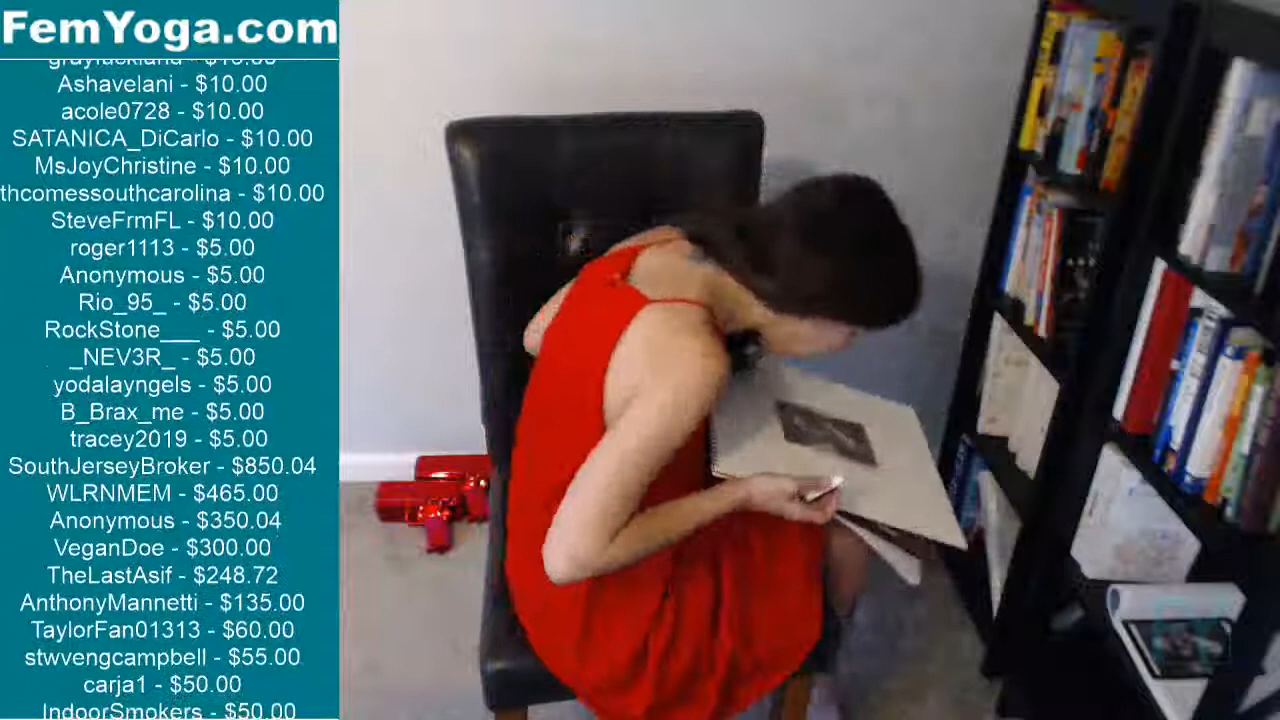 FemYoga.com
Ashavelani - $10.00
acole0728 - $10.00
SATANICA_DiCarlo - $10.00
MsJoyChristine - $10.00
thcomessouthcarolina - $10.00
SteveFrmFL - $10.00
roger1113 - $5.00
Anonymous - $5.00
Rio_95_ - $5.00
RockStone___ - $5.00
_NEV3R_ - $5.00
yodalayngels - $5.00
B_Brax_me - $5.00
tracey2019 - $5.00
SouthJerseyBroker - $850.04
WLRNMEM - $465.00
Anonymous - $350.04
VeganDoe - $300.00
TheLastAsif - $248.72
AnthonyMannetti - $135.00
TaylorFan01313 - $60.00
stwvengcampbell - $55.00
carja1 - $50.00
IndoorSmokers - $50.00